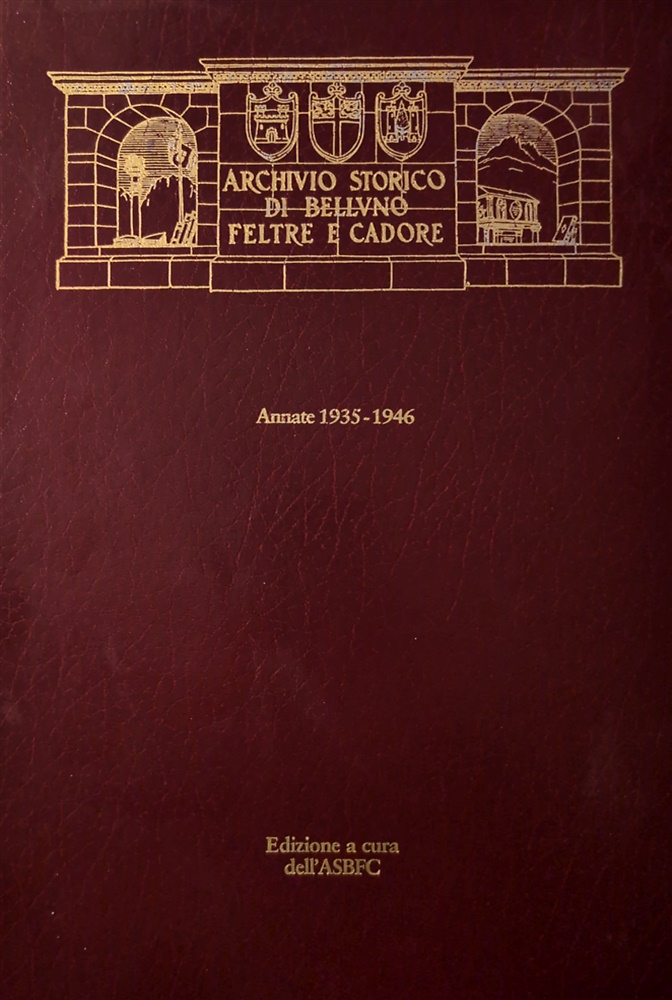 ARCHIVIO STORICO
DI BELLVNO
FELTRE E CADORE
Annate 1935-1946
Edizione a cura
dell'ASBFC